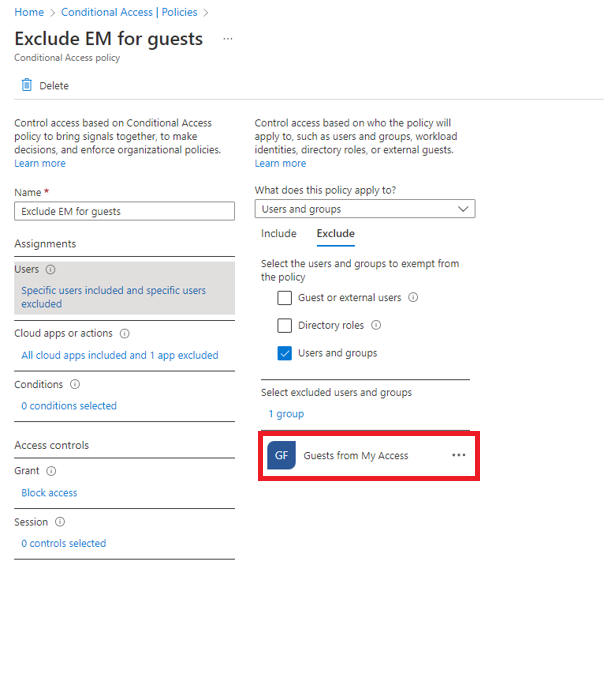 Home > Conditional Access | Policies >
Exclude EM for guests ...
Conditional Access policy
Delete
Control access based on Conditional Access
policy to bring signals together, to make
decisions, and enforce organizational policies.
Learn more
Name *
Exclude EM for guests
Assignments
Users
Specific users included and specific users
excluded
Cloud apps or actions
All cloud apps included and 1 app excluded
Conditions
0 conditions selected
Access controls
Grant
Block access
Session
0 controls selected
Control access based on who the policy will
apply to, such as users and groups, workload
identities, directory roles, or external guests.
Learn more
What does this policy apply to?
Users and groups
Include Exclude
Select the users and groups to exempt from
the policy
Guest or external users
Directory roles
Users and groups
Select excluded users and groups
1 group
GF Guests from My Access ...